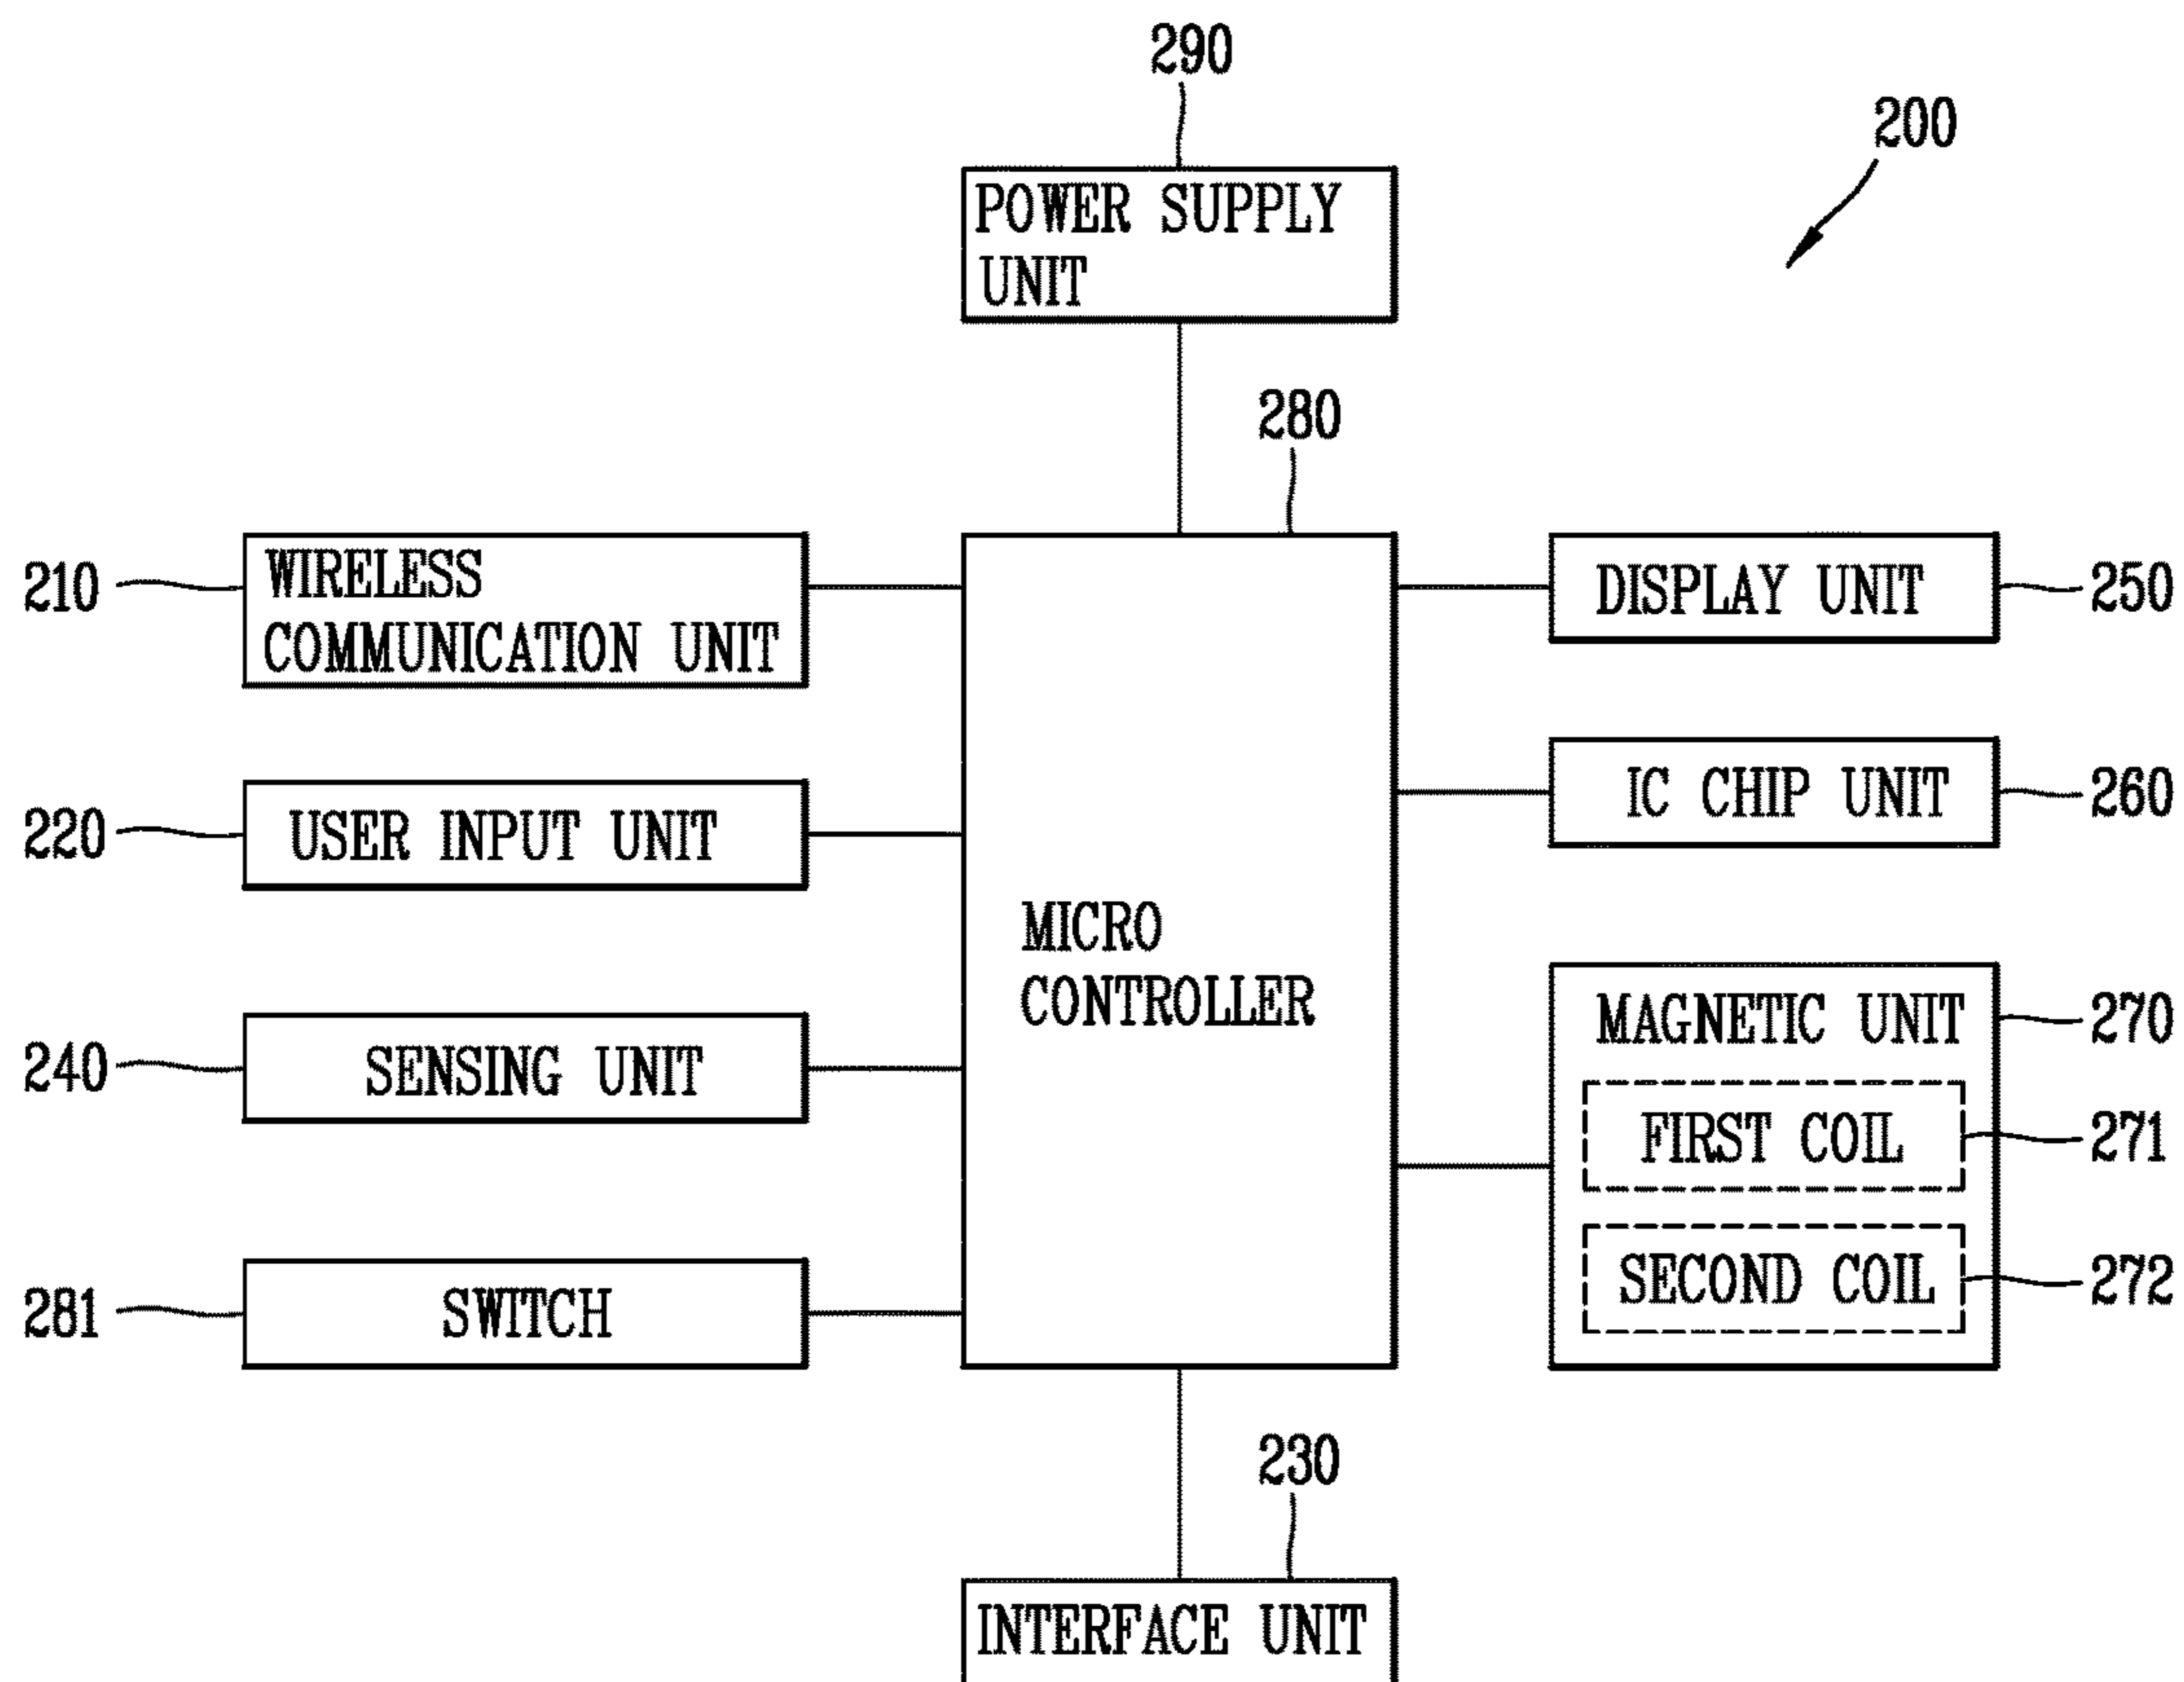 290
200
POWER SUPPLY
UNIT
280
210
WIRELESS
COMMUNICATION UNIT
DISPLAY UNIT
250
220
USER INPUT UNIT
IC CHIP UNIT
260
MICRO
CONTROLLER
240
SENSING UNIT
MAGNETIC UNIT
270
FIRST COIL
271
281
SWITCH
SECOND COIL
272
230
INTERFACE UNIT